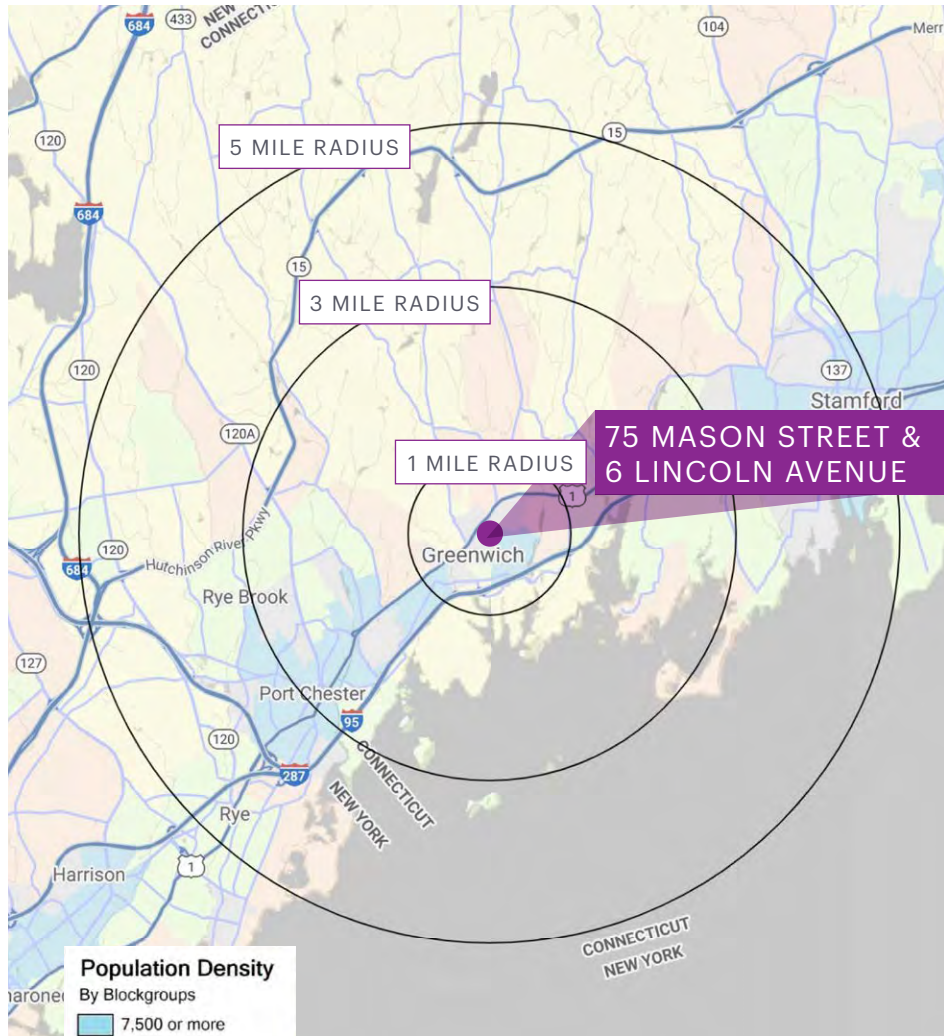 684
433
NEW
CONNECTICUT
104
Merr
120
15
5 MILE RADIUS
684
15
3 MILE RADIUS
120
137
Stamford
120A
1 MILE RADIUS
75 MASON STREET &
6 LINCOLN AVENUE
1
120
Hutchinson River Pkwy
684
Greenwich
Rye Brook
127
Port Chester
95
120
CONNECTICUT
NEW YORK
287
Rye
1
Harrison
CONNECTICUT
NEW YORK
Population Density
By Blockgroups
aronec
7,500 or more